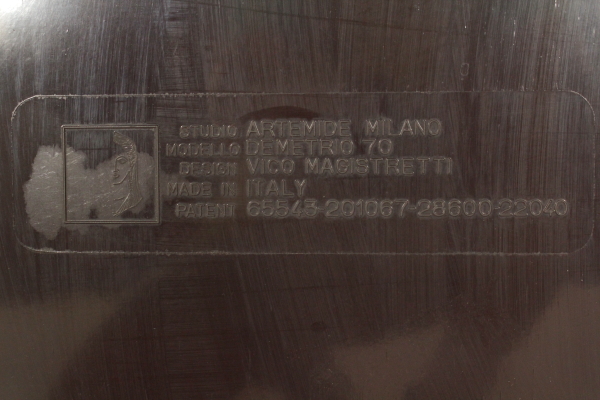 STUDIO ARTEMIDE MILANO
MODELLO DEMETRIO 70
DESIGN VICO MAGISTRETTI
MADE IN ITALY
PATENT 65545-201067-28600-22040